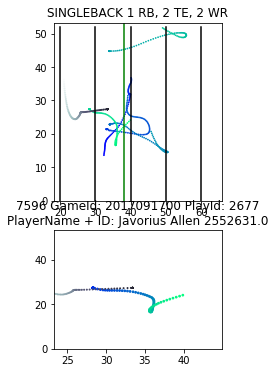 SINGLEBACK 1 RB, 2 TE, 2 WR
50
40
30
20
10
0
20 30 40 50 60
7596 GameId: 2017091700 PlayId: 2677
PlayerName + ID: Javorius Allen 2552631.0
40
20
0
25 30 35 40